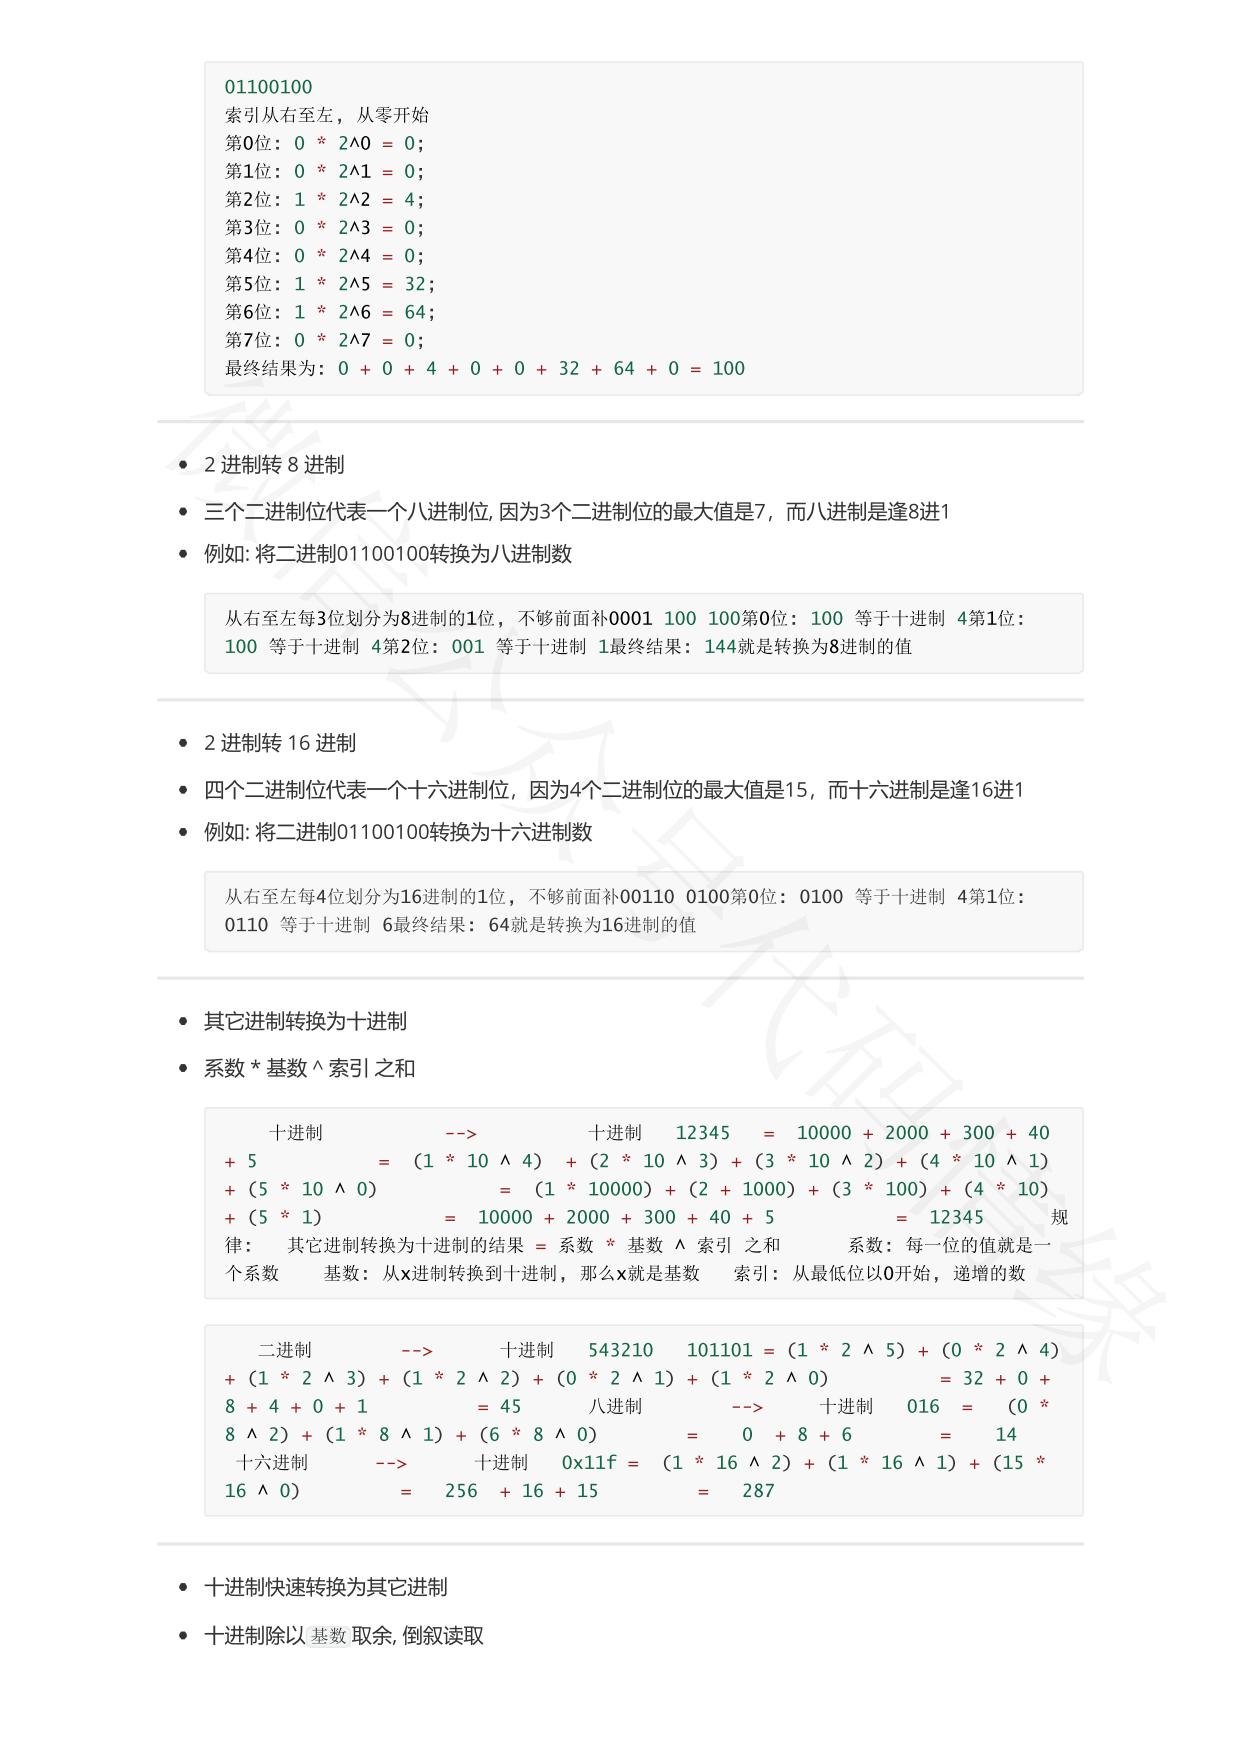 01100100
索引从右至左, 从零开始
第0位: 0 * 2^0 = 0;
第1位: 0 * 2^1 = 0;
第2位: 1 * 2^2 = 4;
第3位: 0 * 2^3 = 0;
第4位: 0 * 2^4 = 0;
第5位: 1 * 2^5 = 32;
第6位: 1 * 2^6 = 64;
第7位: 0 * 2^7 = 0;
最终结果为: 0 + 0 + 4 + 0 + 0 + 32 + 64 + 0 = 100
2 进制转 8 进制
三个二进制位代表一个八进制位, 因为3个二进制位的最大值是7，而八进制是逢8进1
例如: 将二进制01100100转换为八进制数
从右至左每3位划分为8进制的1位, 不够前面补0001 100 100第0位: 100 等于十进制 4第1位:
100 等于十进制 4第2位: 001 等于十进制 1最终结果: 144就是转换为8进制的值
2 进制转 16 进制
四个二进制位代表一个十六进制位，因为4个二进制位的最大值是15，而十六进制是逢16进1
例如: 将二进制01100100转换为十六进制数
从右至左每4位划分为16进制的1位, 不够前面补00110 0100第0位: 0100 等于十进制 4第1位:
0110 等于十进制 6最终结果: 64就是转换为16进制的值
其它进制转换为十进制
系数 * 基数 ^ 索引 之和
十进制 --> 十进制 12345 = 10000 + 2000 + 300 + 40
+ 5 = (1 * 10 ^ 4) + (2 * 10 ^ 3) + (3 * 10 ^ 2) + (4 * 10 ^ 1)
+ (5 * 10 ^ 0) = (1 * 10000) + (2 + 1000) + (3 * 100) + (4 * 10)
+ (5 * 1) = 10000 + 2000 + 300 + 40 + 5 = 12345 规
律: 其它进制转换为十进制的结果 = 系数 * 基数 ^ 索引 之和 系数: 每一位的值就是一
个系数 基数: 从x进制转换到十进制, 那么x就是基数 索引: 从最低位以0开始, 递增的数
二进制 --> 十进制 543210 101101 = (1 * 2 ^ 5) + (0 * 2 ^ 4)
+ (1 * 2 ^ 3) + (1 * 2 ^ 2) + (0 * 2 ^ 1) + (1 * 2 ^ 0) = 32 + 0 +
8 + 4 + 0 + 1 = 45 八进制 --> 十进制 016 = (0 *
8 ^ 2) + (1 * 8 ^ 1) + (6 * 8 ^ 0) = 0 + 8 + 6 = 14
十六进制 --> 十进制 0x11f = (1 * 16 ^ 2) + (1 * 16 ^ 1) + (15 *
16 ^ 0) = 256 + 16 + 15 = 287
十进制快速转换为其它进制
十进制除以 基数 取余, 倒叙读取
微信公众号代码情缘